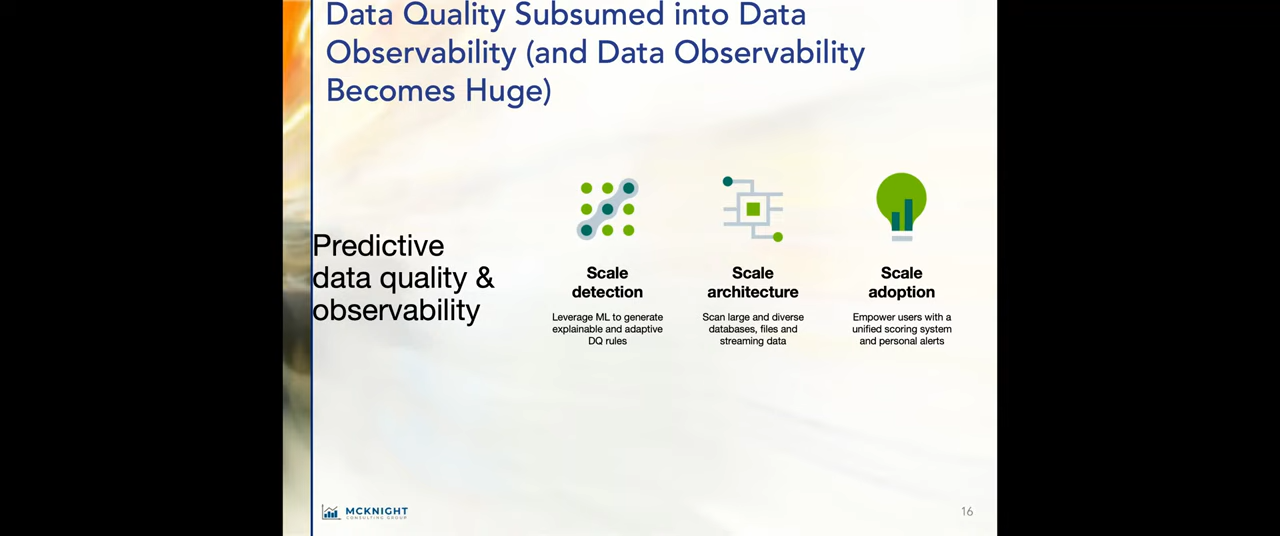 Data Quality Subsumed into Data
Observability (and Data Observability
Becomes Huge)
Predictive
data quality &
observability
Scale
detection
Leverage ML to generate
explainable and adaptive
DQ rules
Scale
architecture
Scan large and diverse
databases, files and
streaming data
Scale
adoption
Empower users with a
unified scoring system
and personal alerts
MCKNIGHT
CONSULTING GROUP
16